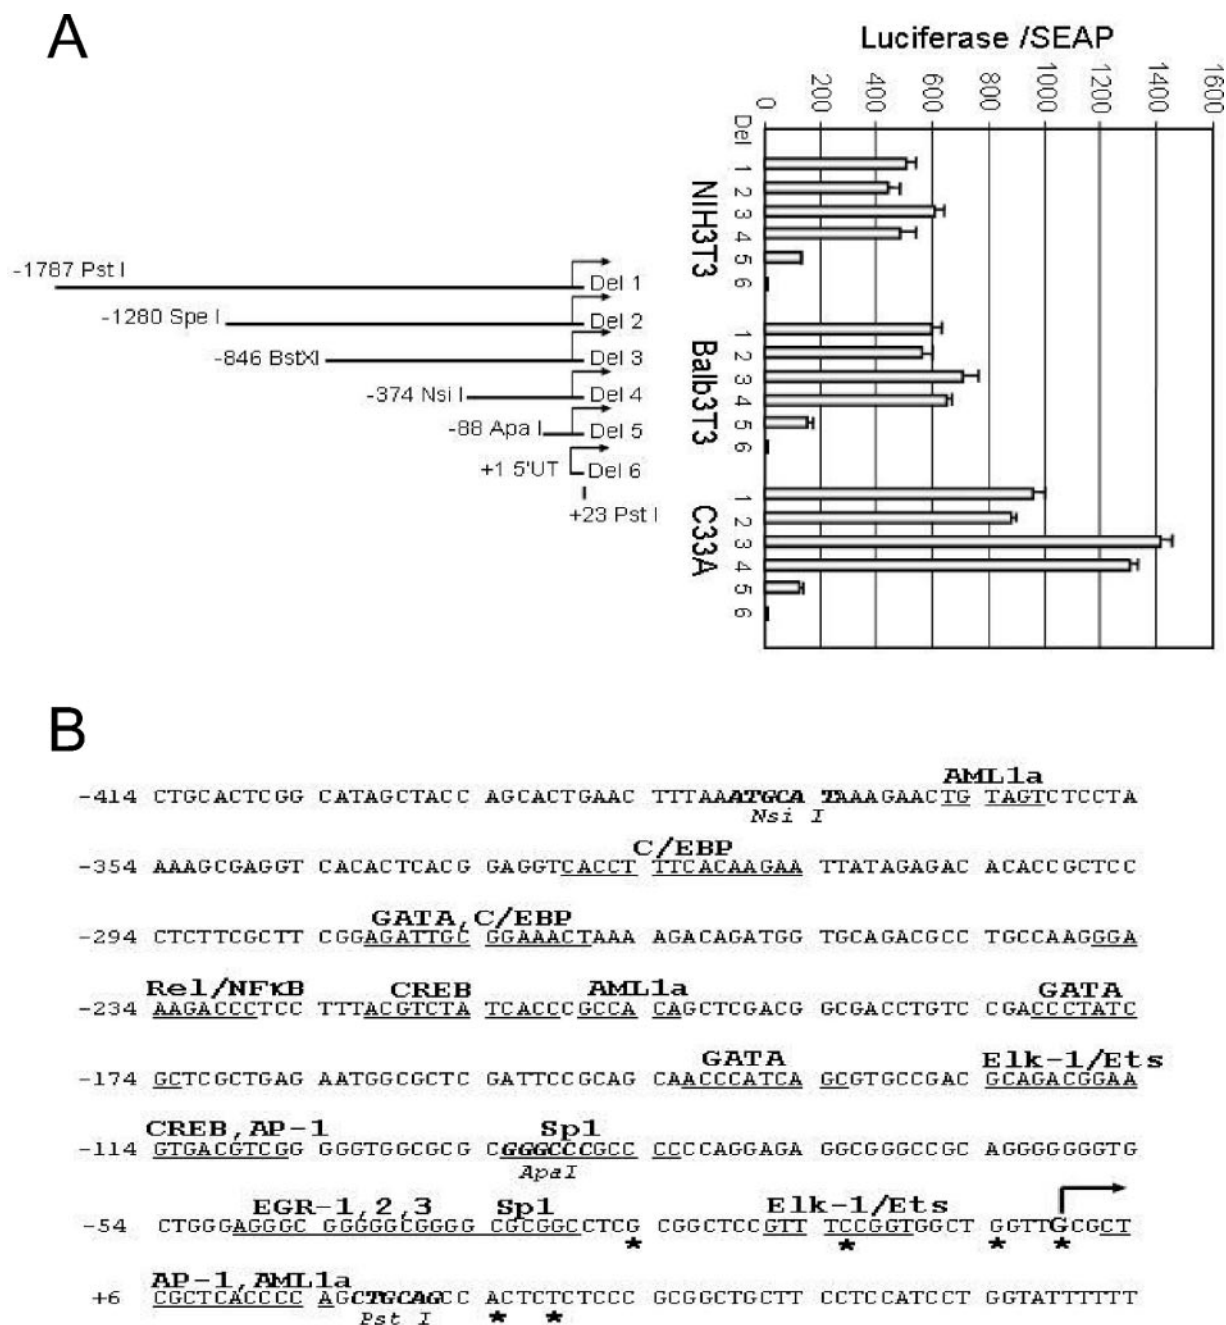 A
Luciferase /SEAP
0 200 400 600 800 1000 1200 1400 1600
Del 1 2 3 4 5 6 1 2 3 4 5 6 1 2 3 4 5 6
NIH3T3 Balb3T3 C33A
-1787 Pst I Del 1
-1280 Spe I Del 2
-846 BstXI Del 3
-374 Nsi I Del 4
-88 Apa I Del 5
+1 5'UT Del 6
+23 Pst I
B
AML1a
-414 CTGCACTCGG CATAGCTACC AGCACTGAAC TTTAAATGCA TAAAGAACTG TAGTCTCCTA
Nsi I
C/EBP
-354 AAAGCGAGGT CACACTCACG GAGGTCACCT TTCACAAGAA TTATAGAGAC ACACCGCTCC
GATA,C/EBP
-294 CTCTTCGCTT CGGAGATTGC GGAAACTAAA AGACAGATGG TGCAGACGCC TGCCAAGGGA
Rel/NFκB CREB AML1a GATA
-234 AAGACCCTCC TTTACGTCTA TCACCCGCCA CAGCTCGACG GCGACCTGTC CGACCCTATC
GATA Elk-1/Ets
-174 GCTCGCTGAG AATGGCGCTC GATTCCGCAG CAACCCATCA GCGTGCCGAC GCAGACGGAA
CREB,AP-1 Sp1
-114 GTGACGTCGG GGGTGGCGCG CGGGCCCGCC CCCCAGGAGA GGCGGGCCGC AGGGGGGGTG
ApaI
EGR-1,2,3 Sp1 Elk-1/Ets
-54 CTGGGAGGGC GGGGGCGGGG CGCGGCCTCG CGGCTCCGTT TCCGGTGGCT GGTTGCGCT
* * * *
AP-1,AML1a
+6 CGCTCACCCC AGCTGCAGCC ACTCTCTCCC GCGGCTGCTT CCTCCATCCT GGTATTTTTT
Pst I * *